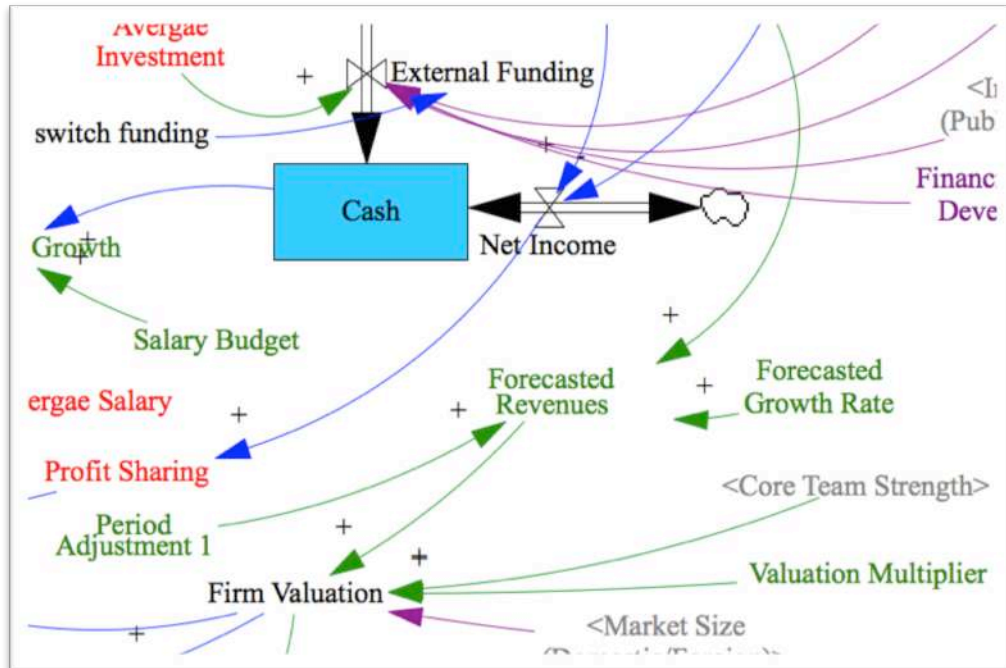 Avergae
Investment
External Funding
switch funding
(Pub
Cash
Net Income
Growth
Salary Budget
Financ
Deve
Forecasted
Revenues
Forecasted
Growth Rate
ergae Salary
Profit Sharing
<Core Team Strength>
Period
Adjustment 1
Firm Valuation
Valuation Multiplier
<Market Size